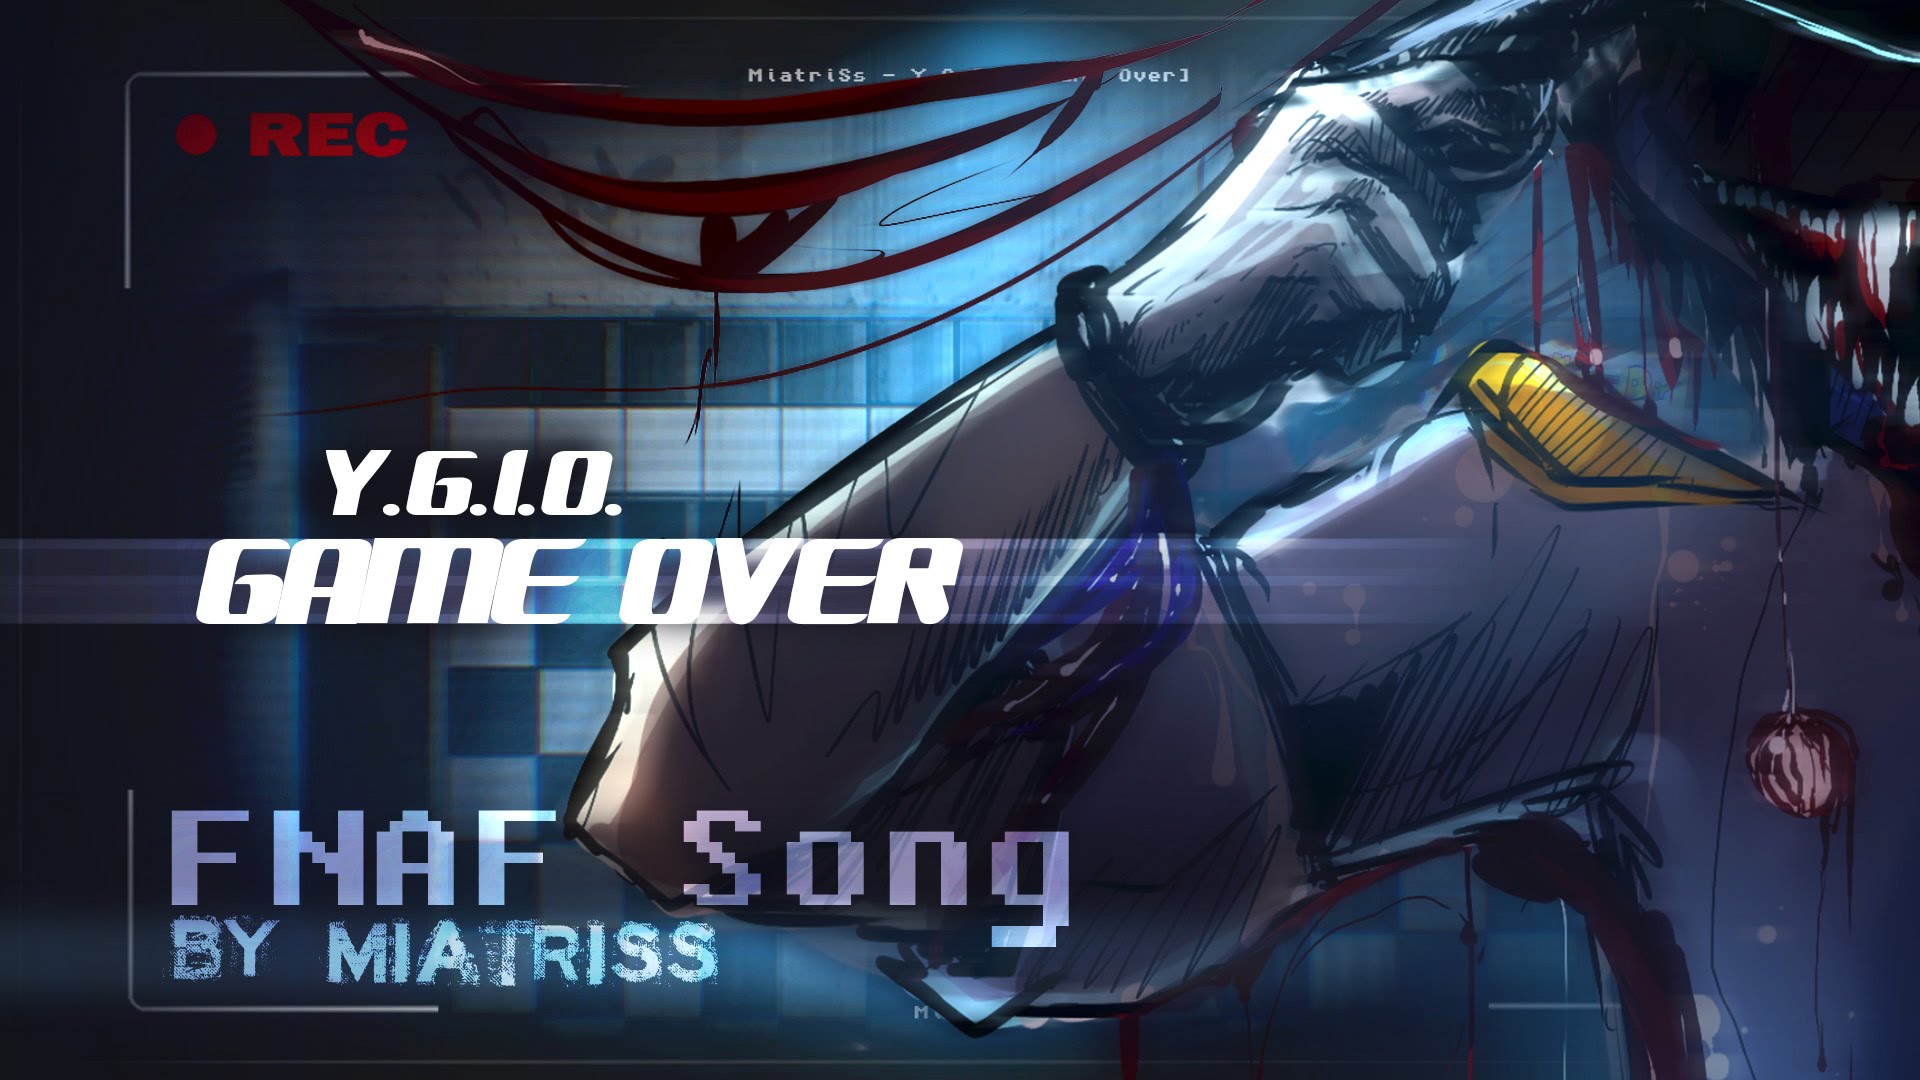 MiatriSs - Y Over]
REC
Y.G.I.O.
GAME OVER
FNAF Song
BY MIATRISS